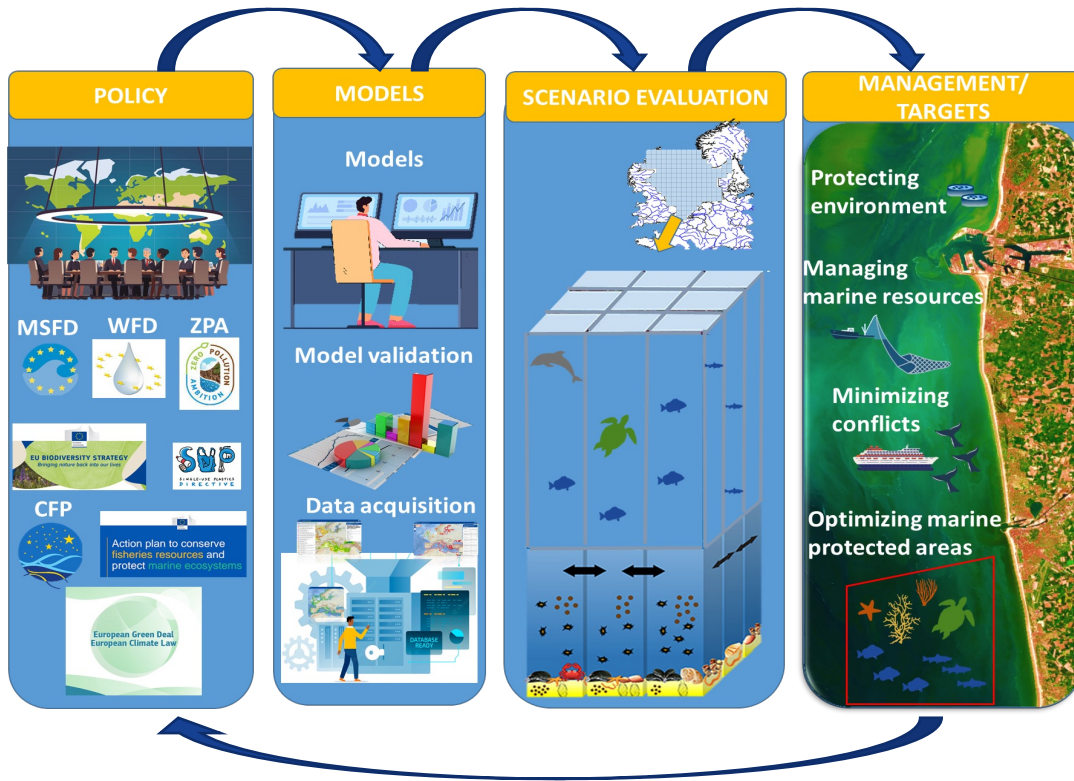 POLICY
MSFD
WFD
ZPA
ZERO POLLUTION AMBITION
EU BIODIVERSITY STRATEGY
Bringing nature back into our lives
SUP
SINGLE-USE PLASTICS
DIRECTIVE
CFP
Action plan to conserve
fisheries resources and
protect marine ecosystems
European Green Deal
European Climate Law
MODELS
Models
Model validation
Data acquisition
DATABASE
READY
SCENARIO EVALUATION
MANAGEMENT/
TARGETS
Protecting
environment
Managing
marine resources
Minimizing
conflicts
Optimizing marine
protected areas